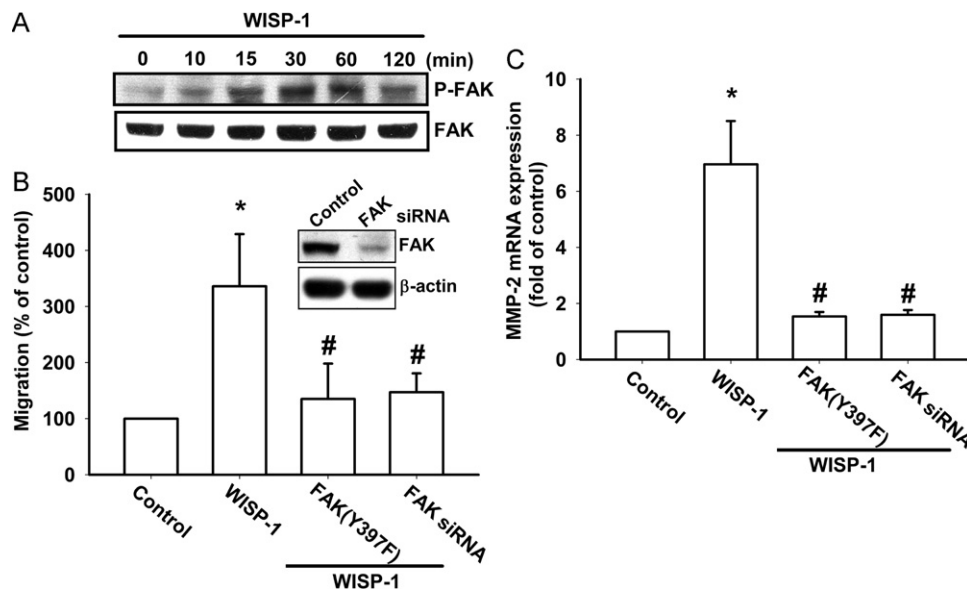 A
WISP-1
0 10 15 30 60 120 (min)
P-FAK
FAK
B
Migration (% of control)
500
400
300
200
100
0
*
#
#
Control
FAK
siRNA
FAK
β-actin
Control
WISP-1
FAK(Y397F)
FAK siRNA
WISP-1
C
MMP-2 mRNA expression
(fold of control)
10
8
6
4
2
0
*
#
#
Control
WISP-1
FAK(Y397F)
FAK siRNA
WISP-1